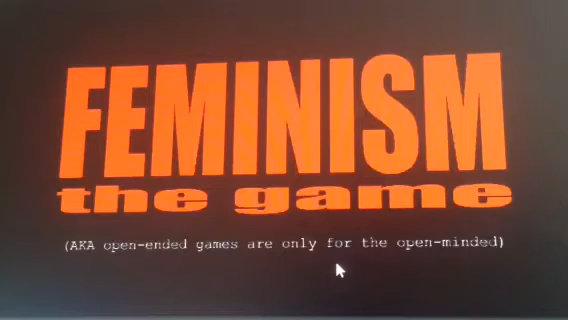 FEMINISM
the game
(AKA open-ended games are only for the open-minded)